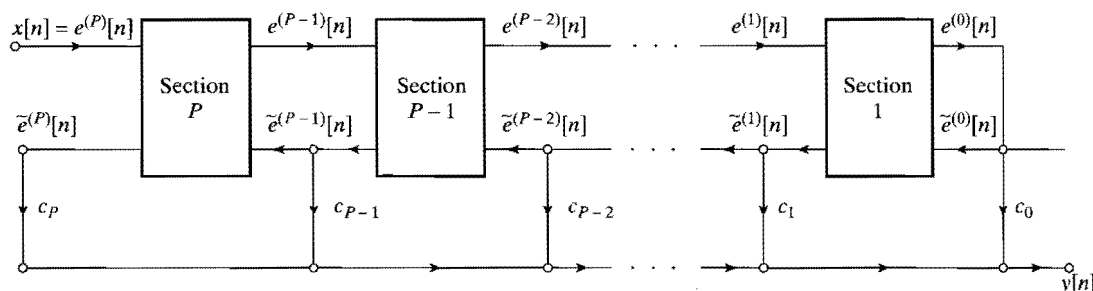 x[n] = e^{(P)}[n] e^{(P−1)}[n] e^{(P−2)}[n] · · · e^{(1)}[n] e^{(0)}[n]
Section P
Section P − 1
Section 1
ẽ^{(P)}[n] ẽ^{(P−1)}[n] ẽ^{(P−2)}[n] · · · ẽ^{(1)}[n] ẽ^{(0)}[n]
c_P c_{P−1} c_{P−2} c_1 c_0
· · ·
y[n]